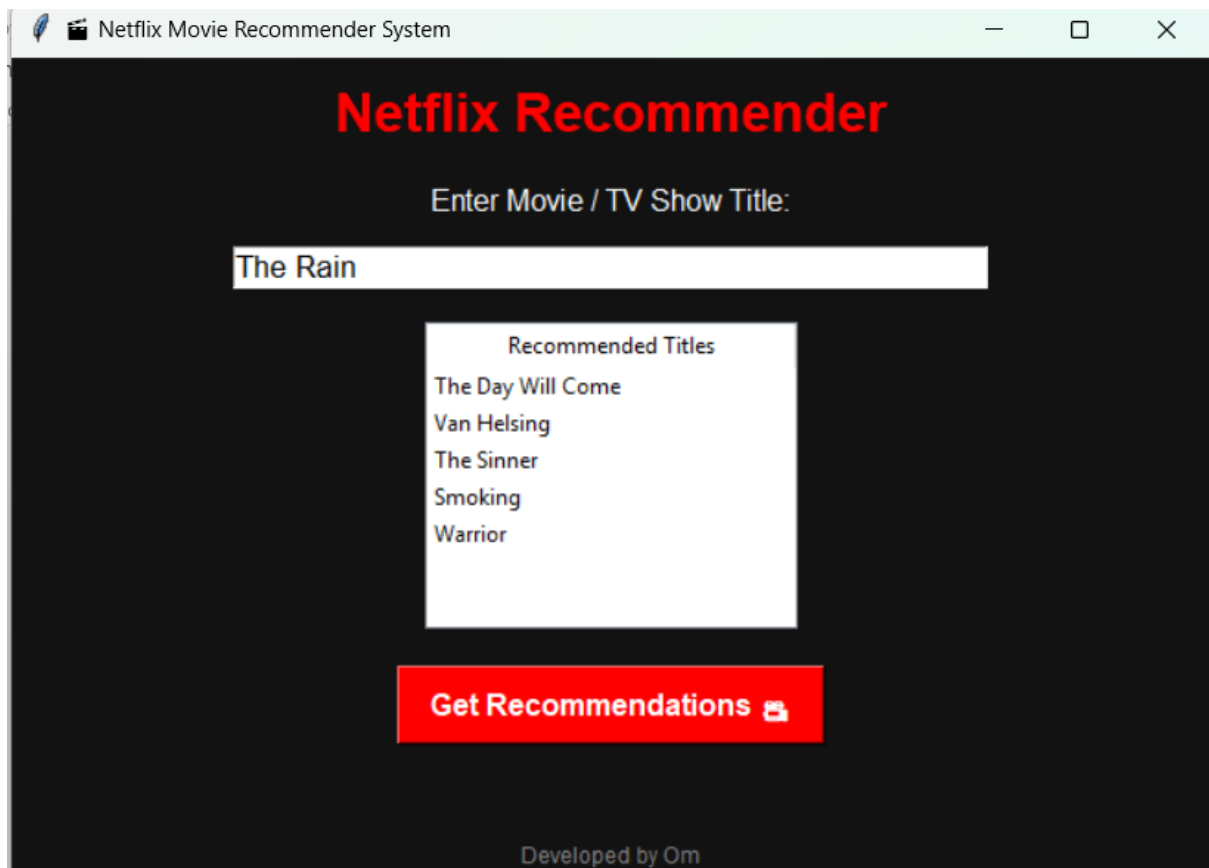 Netflix Movie Recommender System
Netflix Recommender
Enter Movie / TV Show Title:
The Rain
Recommended Titles
The Day Will Come
Van Helsing
The Sinner
Smoking
Warrior
Get Recommendations
Developed by Om